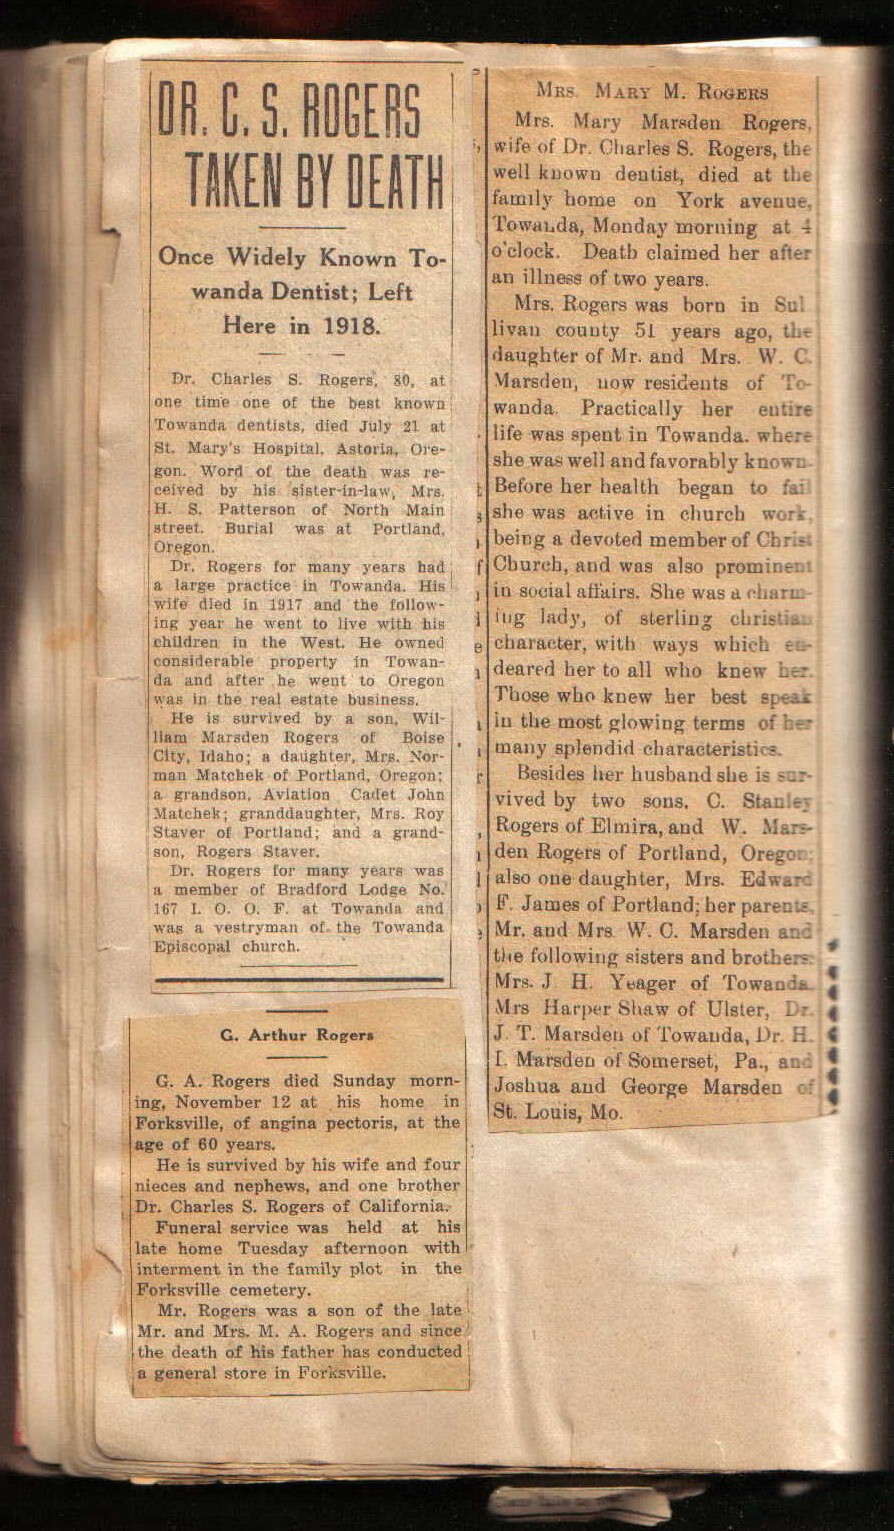 DR. C. S. ROGERS
TAKEN BY DEATH
Once Widely Known To-
wanda Dentist; Left
Here in 1918.
Dr. Charles S. Rogers, 80, at
one time one of the best known
Towanda dentists, died July 21 at
St. Mary's Hospital, Astoria, Ore-
gon. Word of the death was re-
ceived by his sister-in-law, Mrs.
H. S. Patterson of North Main
street. Burial was at Portland,
Oregon.
Dr. Rogers for many years had
a large practice in Towanda. His
wife died in 1917 and the follow-
ing year he went to live with his
children in the West. He owned
considerable property in Towan-
da and after he went to Oregon
was in the real estate business.
He is survived by a son, Wil-
liam Marsden Rogers of Boise
City, Idaho; a daughter, Mrs. Nor-
man Matchek of Portland, Oregon;
a grandson, Aviation Cadet John
Matchek; granddaughter, Mrs. Roy
Staver of Portland; and a grand-
son, Rogers Staver.
Dr. Rogers for many years was
a member of Bradford Lodge No.
167 I. O. O. F. at Towanda and
was a vestryman of the Towanda
Episcopal church.
G. Arthur Rogers
G. A. Rogers died Sunday morn-
ing, November 12 at his home in
Forksville, of angina pectoris, at the
age of 60 years.
He is survived by his wife and four
nieces and nephews, and one brother
Dr. Charles S. Rogers of California.
Funeral service was held at his
late home Tuesday afternoon with
interment in the family plot in the
Forksville cemetery.
Mr. Rogers was a son of the late
Mr. and Mrs. M. A. Rogers and since
the death of his father has conducted
a general store in Forksville.
MRS. MARY M. ROGERS
Mrs. Mary Marsden Rogers,
wife of Dr. Charles S. Rogers, the
well known dentist, died at the
family home on York avenue,
Towanda, Monday morning at 4
o'clock. Death claimed her after
an illness of two years.
Mrs. Rogers was born in Sul
livan county 51 years ago, the
daughter of Mr. and Mrs. W. C.
Marsden, now residents of To-
wanda. Practically her entire
life was spent in Towanda. where
she was well and favorably known.
Before her health began to fail
she was active in church work,
being a devoted member of Christ
Church, and was also prominent
in social affairs. She was a charm-
ing lady, of sterling christian
character, with ways which en-
deared her to all who knew her.
Those who knew her best speak
in the most glowing terms of her
many splendid characteristics.
Besides her husband she is sur-
vived by two sons, C. Stanley
Rogers of Elmira, and W. Mars-
den Rogers of Portland, Oregon;
also one daughter, Mrs. Edward
F. James of Portland; her parents,
Mr. and Mrs. W. C. Marsden and
the following sisters and brothers:
Mrs. J. H. Yeager of Towanda.
Mrs Harper Shaw of Ulster, Dr.
J. T. Marsden of Towanda, Dr. H.
I. Marsden of Somerset, Pa., and
Joshua and George Marsden of
St. Louis, Mo.